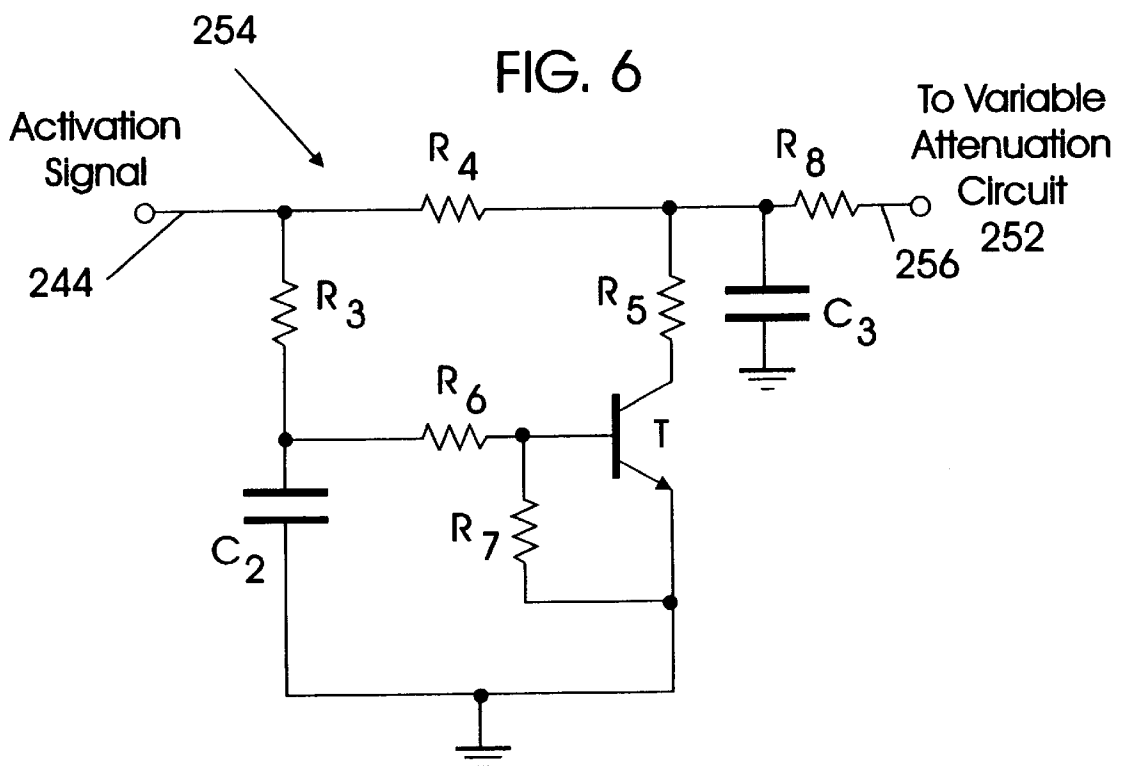 254
FIG. 6
Activation
Signal
To Variable
Attenuation
Circuit
252
R4
R8
244
256
R3
R5
C3
R6
T
R7
C2